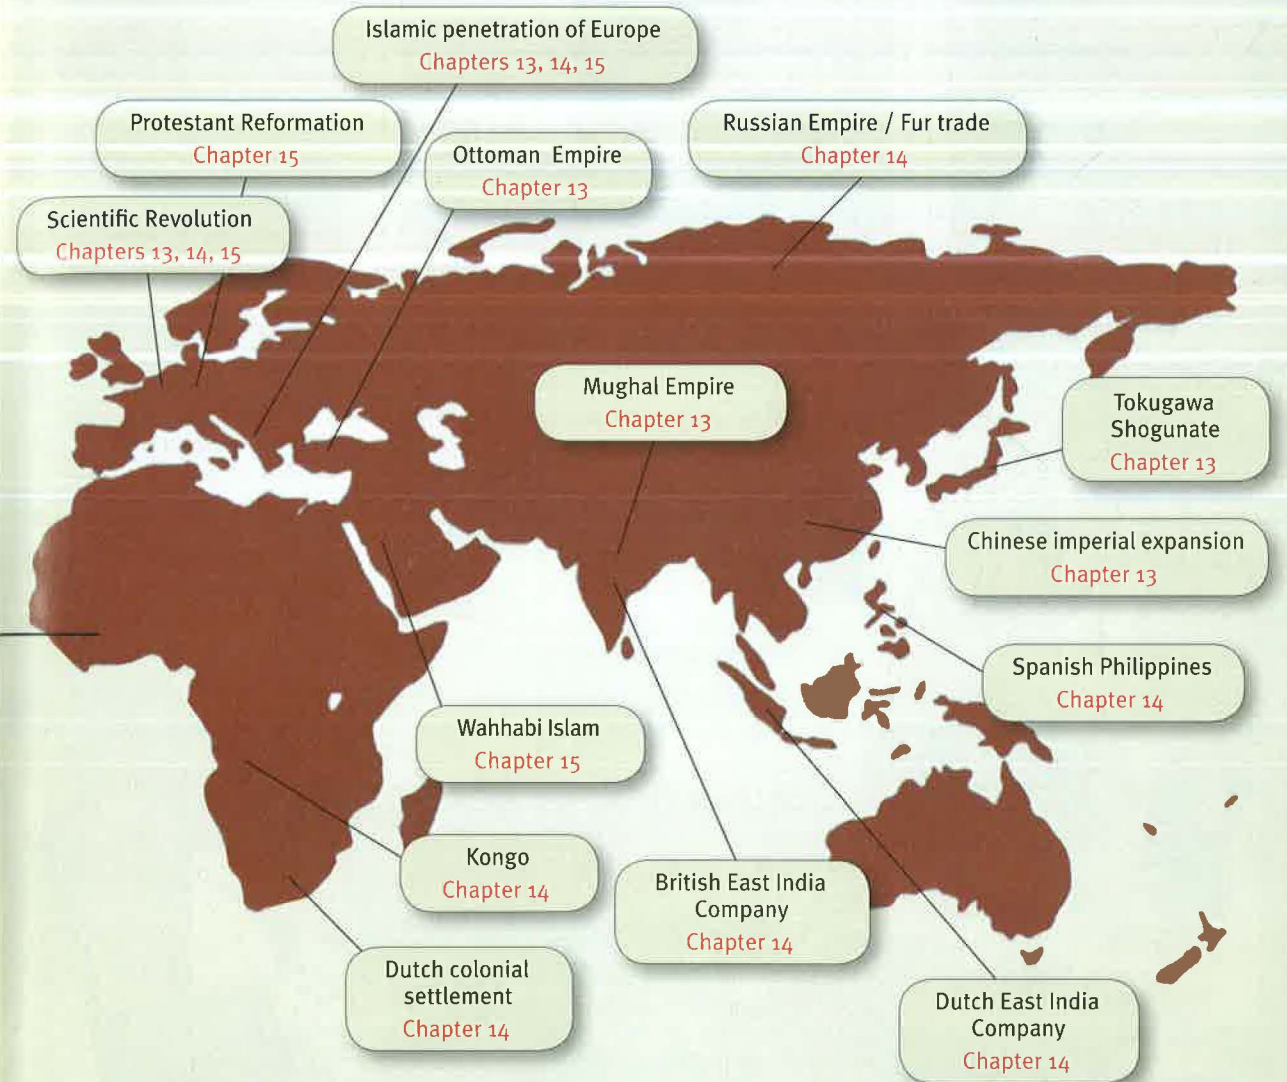 Islamic penetration of Europe
Chapters 13, 14, 15
Protestant Reformation
Chapter 15
Russian Empire / Fur trade
Chapter 14
Ottoman Empire
Chapter 13
Scientific Revolution
Chapters 13, 14, 15
Mughal Empire
Chapter 13
Tokugawa
Shogunate
Chapter 13
Chinese imperial expansion
Chapter 13
Spanish Philippines
Chapter 14
Wahhabi Islam
Chapter 15
Kongo
Chapter 14
British East India
Company
Chapter 14
Dutch colonial
settlement
Chapter 14
Dutch East India
Company
Chapter 14